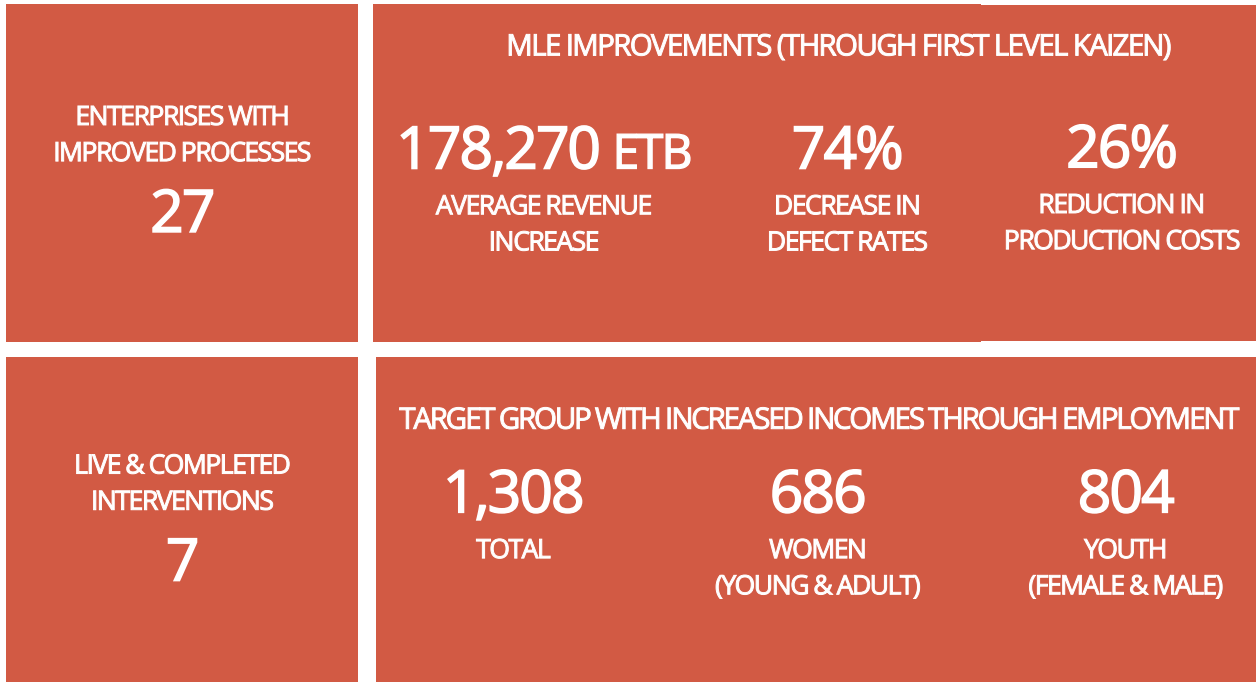 ENTERPRISES WITH
IMPROVED PROCESSES
27
MLE IMPROVEMENTS (THROUGH FIRST LEVEL KAIZEN)
178,270 ETB
AVERAGE REVENUE
INCREASE
74%
DECREASE IN
DEFECT RATES
26%
REDUCTION IN
PRODUCTION COSTS
LIVE & COMPLETED
INTERVENTIONS
7
TARGET GROUP WITH INCREASED INCOMES THROUGH EMPLOYMENT
1,308
TOTAL
686
WOMEN
(YOUNG & ADULT)
804
YOUTH
(FEMALE & MALE)